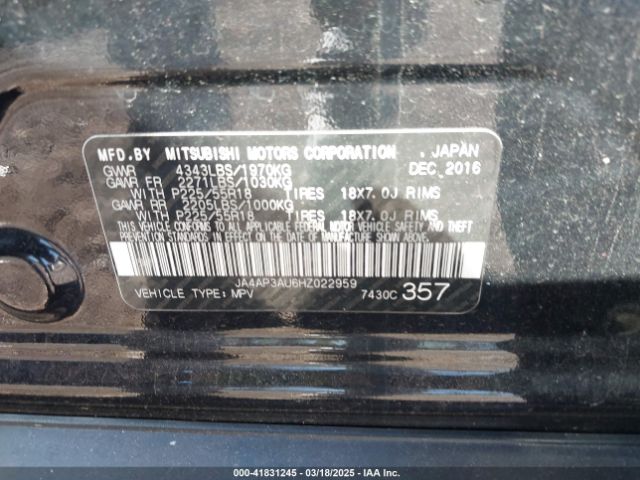 MFD.BY MITSUBISHI MOTORS CORPORATION , JAPAN
GVWR 4343LBS/1970KG DEC 2016
GAWR FR 2271LBS/1030KG
WITH P225/55R18 TIRES 18X7.0J RIMS
GAWR RR 2205LBS/1000KG
WITH P225/55R18 TIRES 18X7.0J RIMS
THIS VEHICLE CONFORMS TO ALL APPLICABLE FEDERAL
MOTOR VEHICLE SAFETY AND THEFT PREVENTION STANDARDS
IN EFFECT ON THE DATE OF MANUFACTURE SHOWN ABOVE.
JA4AP3AU6HZ022959
VEHICLE TYPE:MPV 7430C 357
© - 41831245 - 03/18/2025 - IAAI.COM